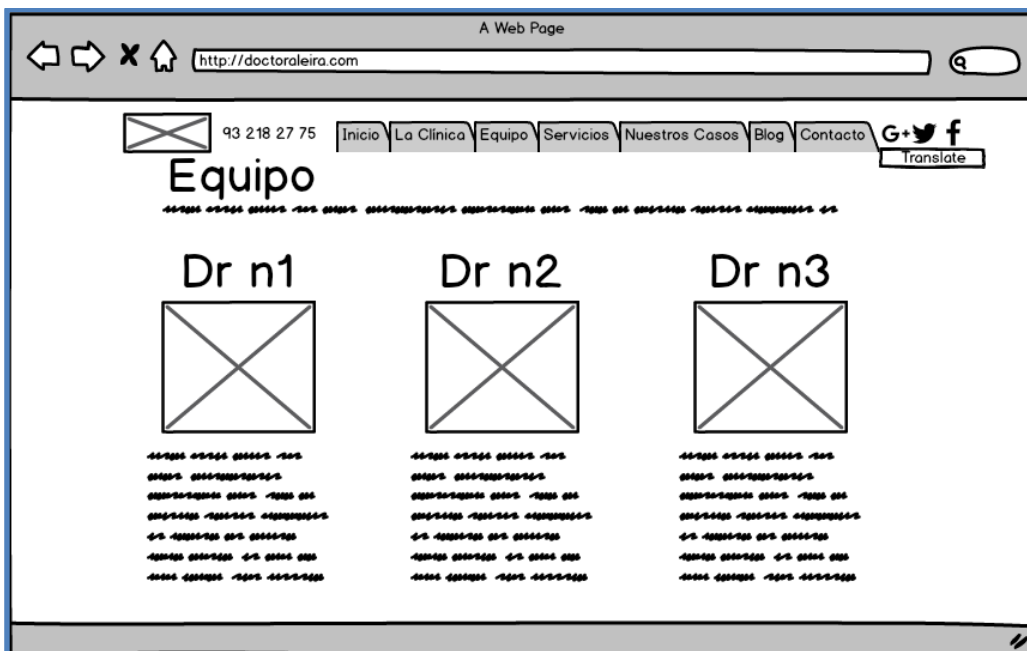 A Web Page
http://doctoraleira.com
93 218 27 75 Inicio La Clínica Equipo Servicios Nuestros Casos Blog Contacto G+ f
Translate
Equipo
Dr n1 Dr n2 Dr n3